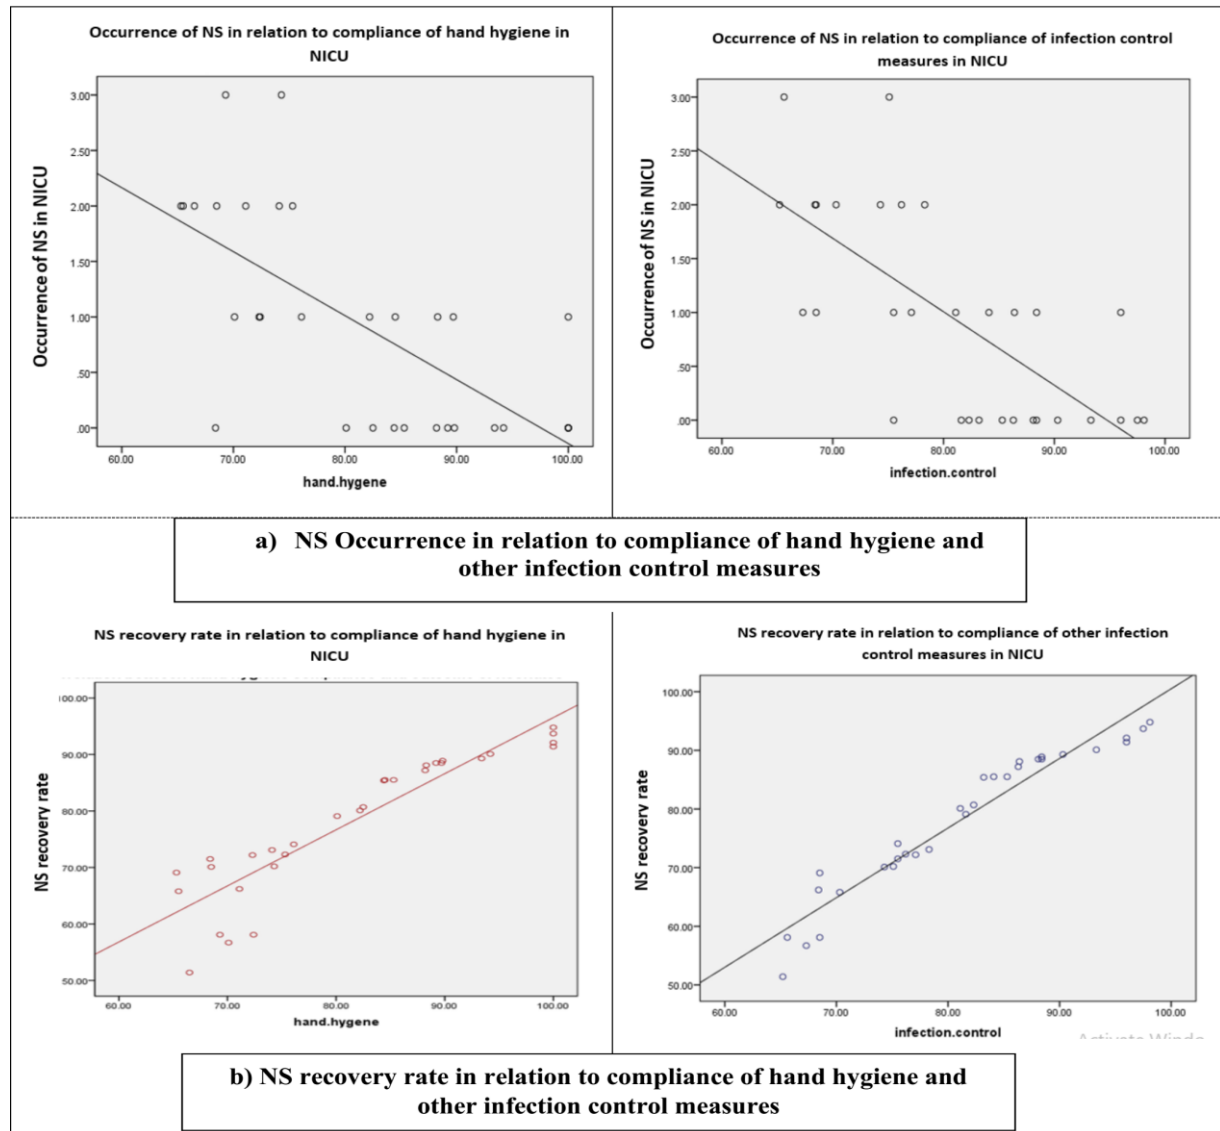 Occurrence of NS in relation to compliance of hand hygiene in
NICU
Occurrence of NS in NICU
3.00
2.50
2.00
1.50
1.00
.50
.00
60.00 70.00 80.00 90.00 100.00
hand.hygene
Occurrence of NS in relation to compliance of infection control
measures in NICU
Occurrence of NS in NICU
3.00
2.50
2.00
1.50
1.00
.50
.00
60.00 70.00 80.00 90.00 100.00
infection.control
a) NS Occurrence in relation to compliance of hand hygiene and
other infection control measures
NS recovery rate in relation to compliance of hand hygiene in
NICU
NS recovery rate
100.00
90.00
80.00
70.00
60.00
50.00
60.00 70.00 80.00 90.00 100.00
hand.hygene
NS recovery rate in relation to compliance of other infection
control measures in NICU
NS recovery rate
100.00
90.00
80.00
70.00
60.00
50.00
60.00 70.00 80.00 90.00 100.00
infection.control
b) NS recovery rate in relation to compliance of hand hygiene and
other infection control measures